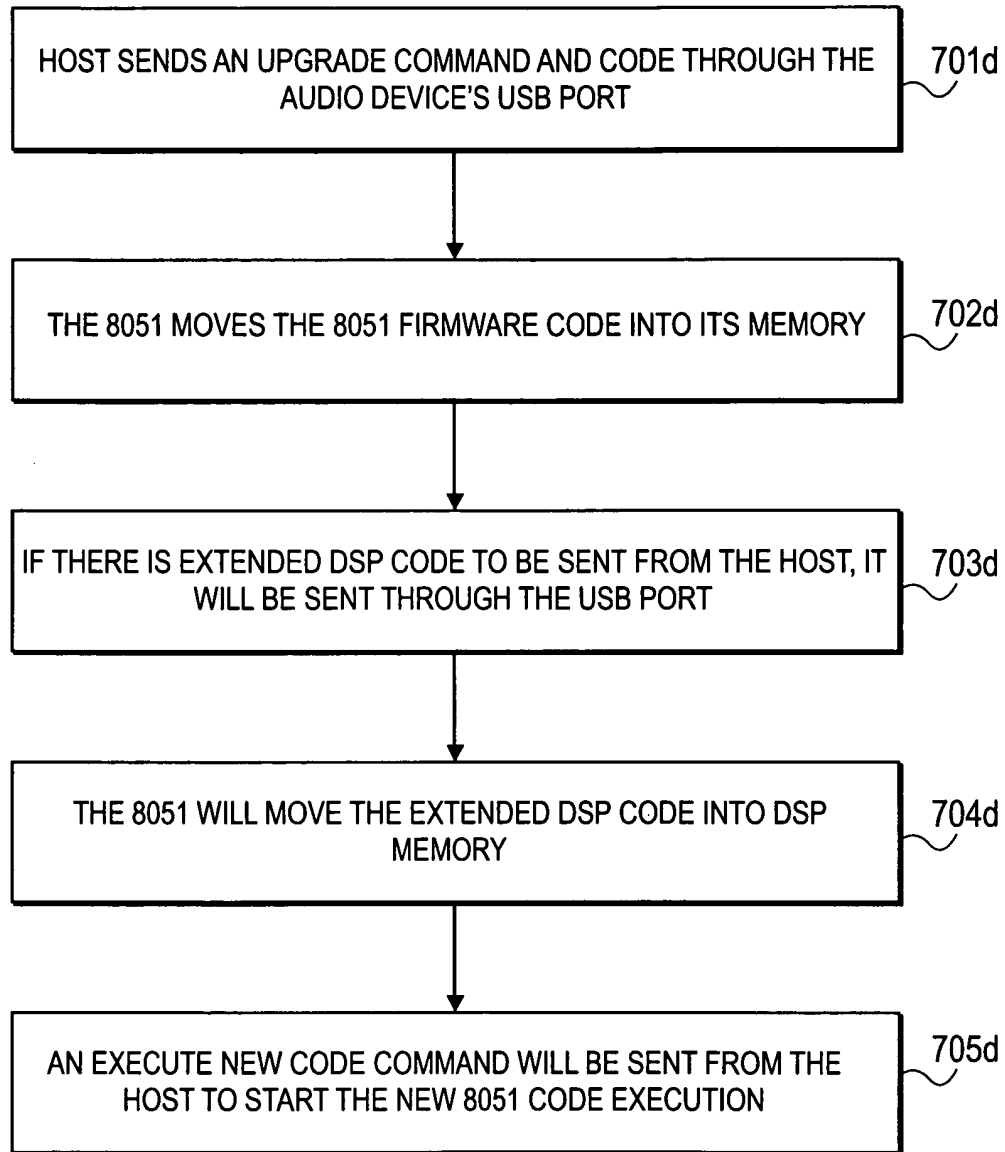 HOST SENDS AN UPGRADE COMMAND AND CODE THROUGH THE
AUDIO DEVICE'S USB PORT
701d
THE 8051 MOVES THE 8051 FIRMWARE CODE INTO ITS MEMORY
702d
IF THERE IS EXTENDED DSP CODE TO BE SENT FROM THE HOST, IT
WILL BE SENT THROUGH THE USB PORT
703d
THE 8051 WILL MOVE THE EXTENDED DSP CODE INTO DSP
MEMORY
704d
AN EXECUTE NEW CODE COMMAND WILL BE SENT FROM THE
HOST TO START THE NEW 8051 CODE EXECUTION
705d